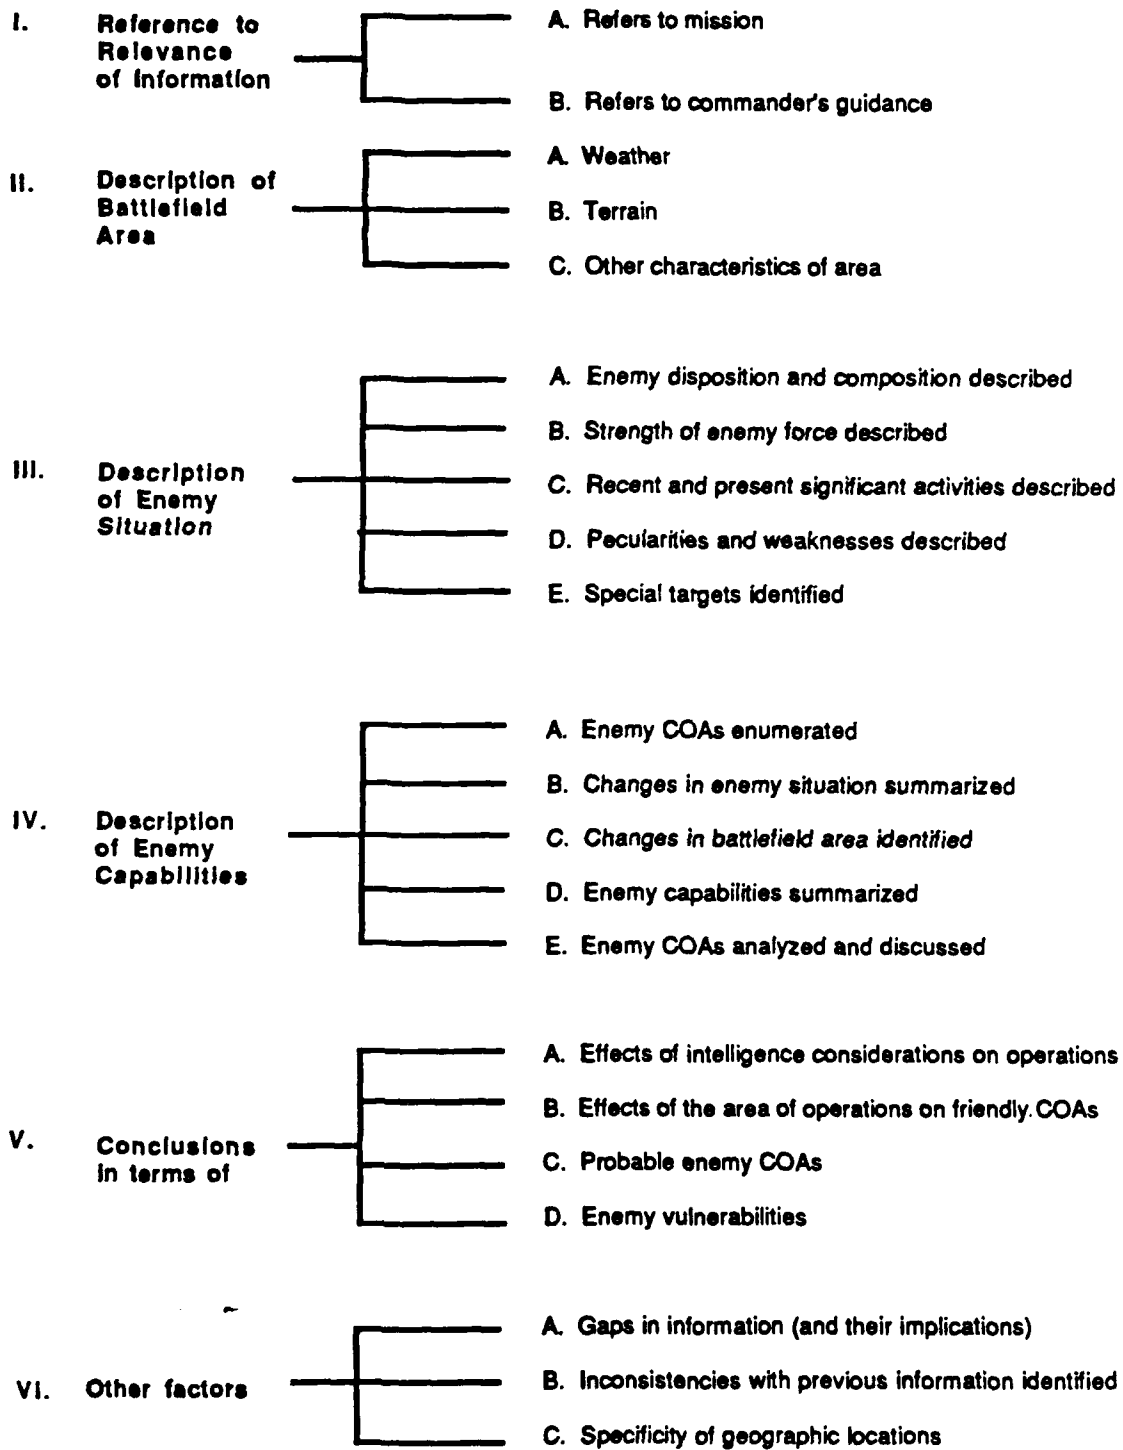 I. Reference to
Relevance
of Information
A. Refers to mission
B. Refers to commander's guidance
II. Description of
Battlefield
Area
A. Weather
B. Terrain
C. Other characteristics of area
III. Description
of Enemy
Situation
A. Enemy disposition and composition described
B. Strength of enemy force described
C. Recent and present significant activities described
D. Pecularities and weaknesses described
E. Special targets identified
IV. Description
of Enemy
Capabilities
A. Enemy COAs enumerated
B. Changes in enemy situation summarized
C. Changes in battlefield area identified
D. Enemy capabilities summarized
E. Enemy COAs analyzed and discussed
V. Conclusions
in terms of
A. Effects of intelligence considerations on operations
B. Effects of the area of operations on friendly. COAs
C. Probable enemy COAs
D. Enemy vulnerabilities
VI. Other factors
A. Gaps in information (and their implications)
B. Inconsistencies with previous information identified
C. Specificity of geographic locations